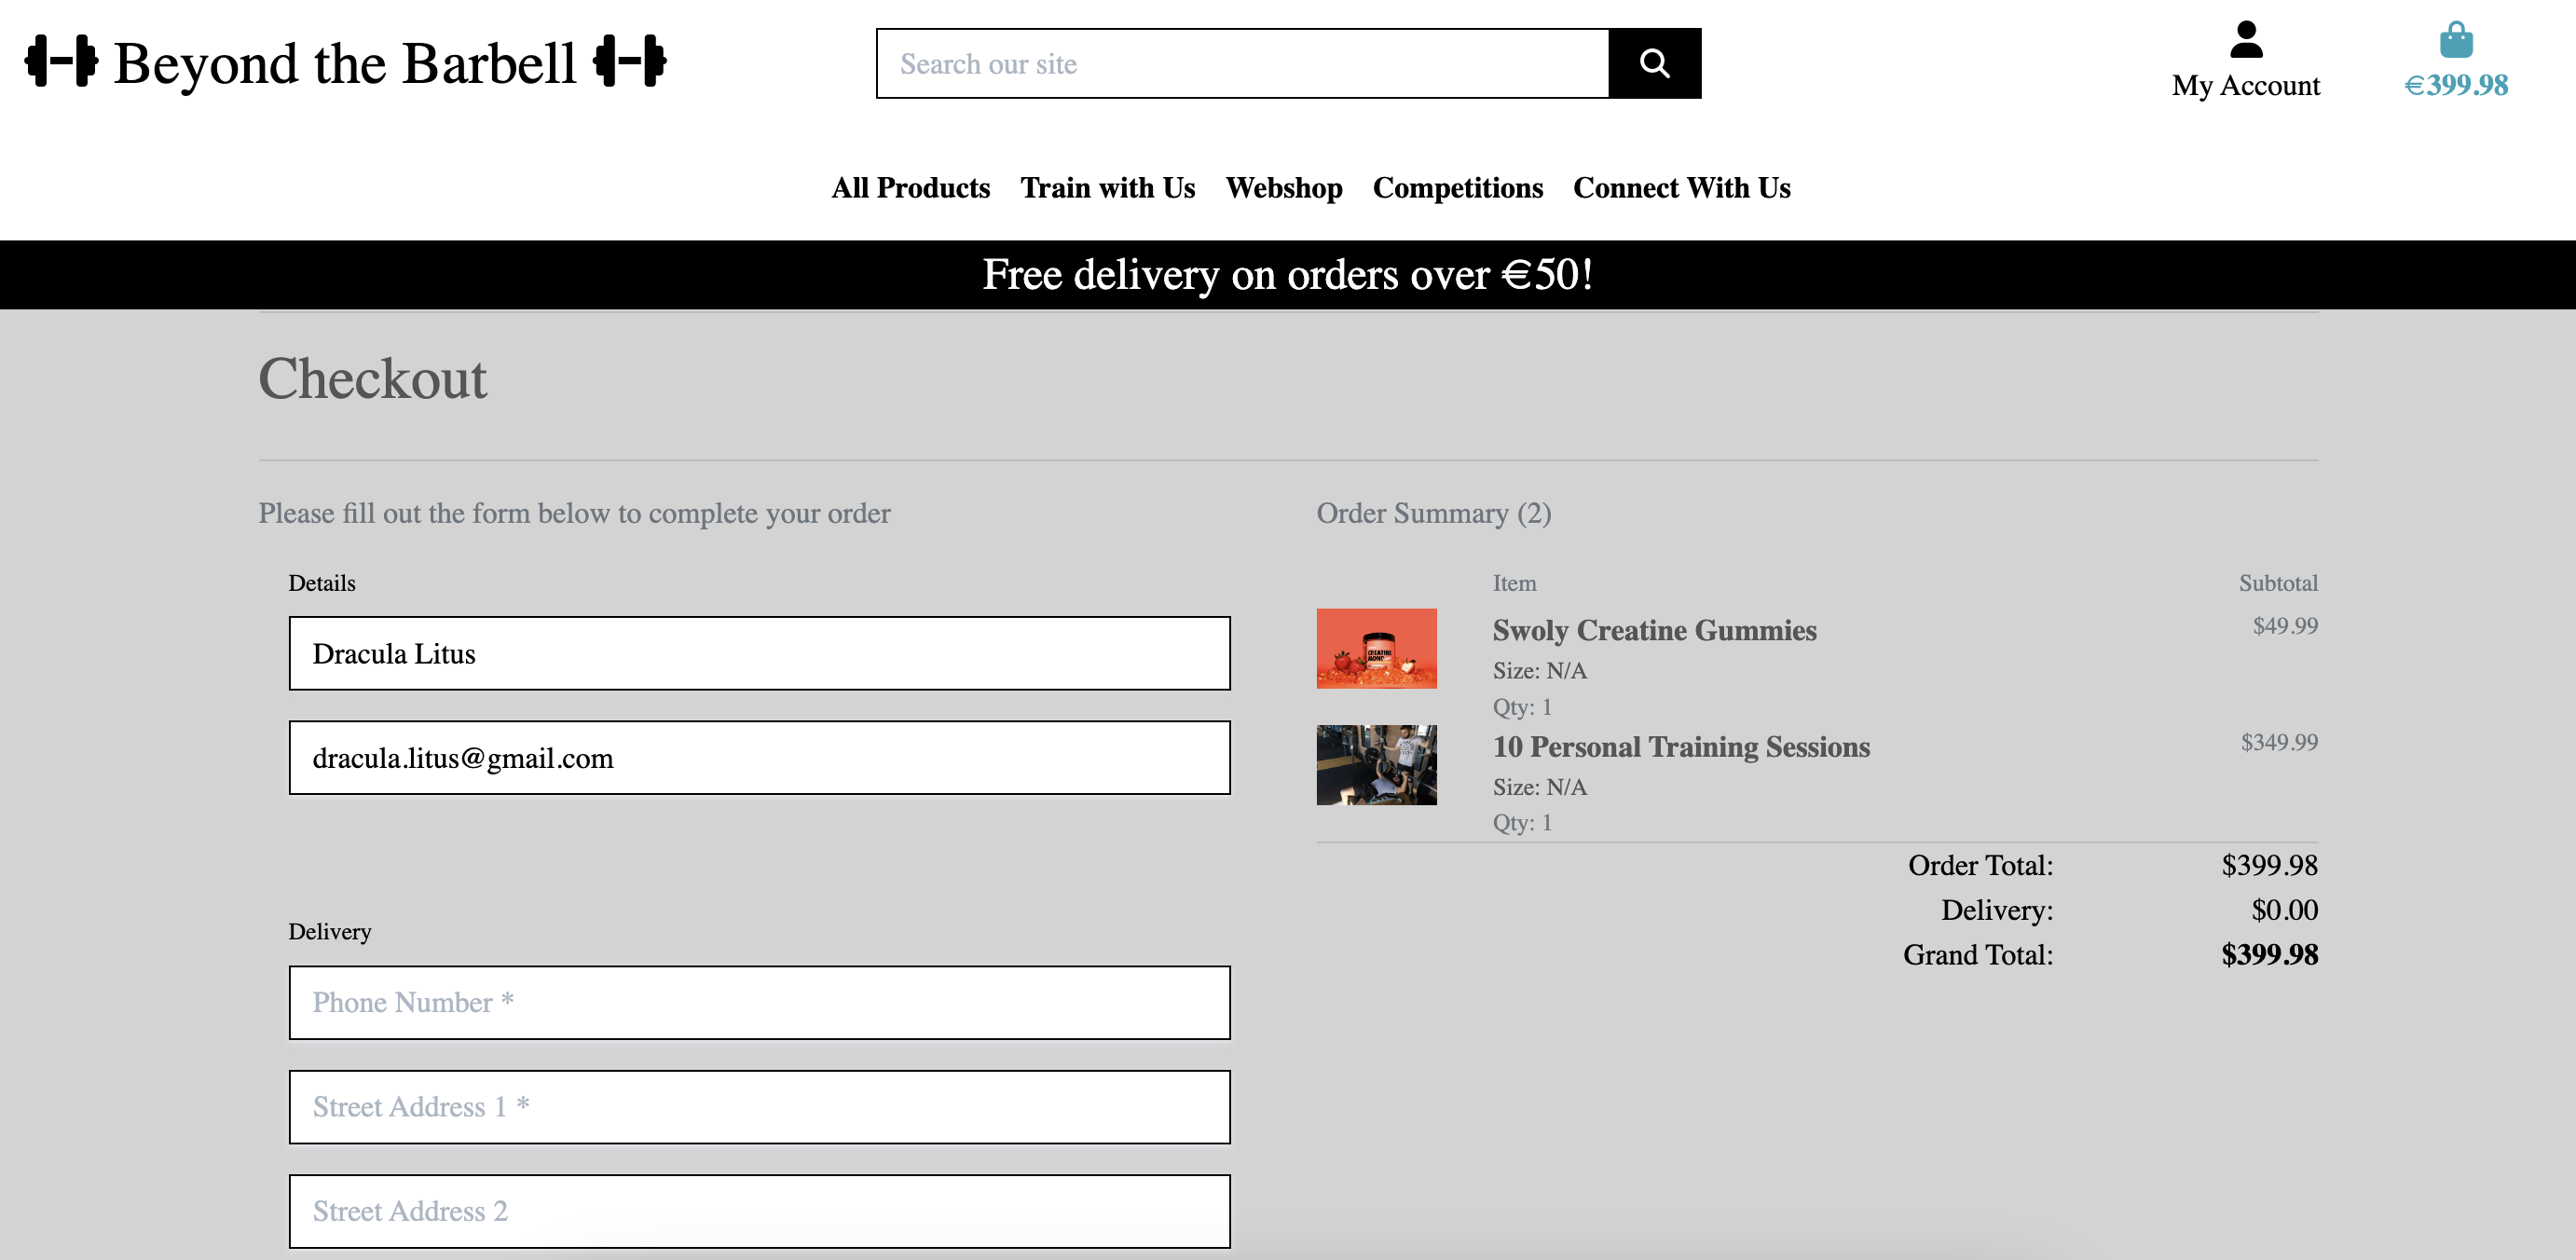 Beyond the Barbell
Search our site
My Account
€399.98
All Products Train with Us Webshop Competitions Connect With Us
Free delivery on orders over €50!
Checkout
Please fill out the form below to complete your order
Details
Dracula Litus
dracula.litus@gmail.com
Delivery
Phone Number *
Street Address 1 *
Street Address 2
Order Summary (2)
Item Subtotal
CREATINE
MONO
Swoly Creatine Gummies $49.99
Size: N/A
Qty: 1
10 Personal Training Sessions $349.99
Size: N/A
Qty: 1
Order Total: $399.98
Delivery: $0.00
Grand Total: $399.98